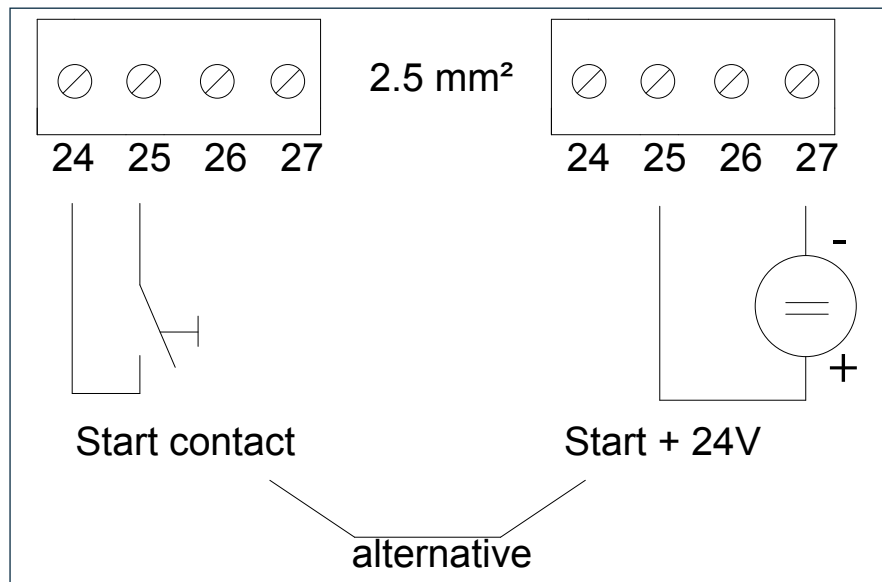 2.5 mm²
24 25 26 27
24 25 26 27
-
+
Start contact
Start + 24V
alternative